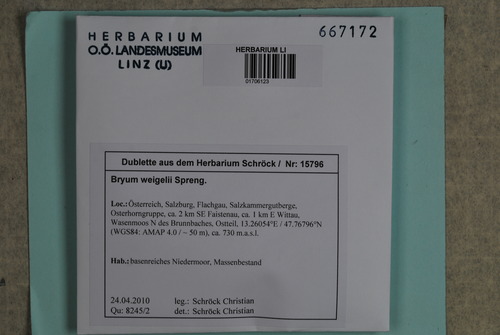 HERBARIUM
O.Ö. LANDESMUSEUM
LINZ (U)
667172
HERBARIUM LI
01706123
Dublette aus dem Herbarium Schröck / Nr: 15796
Bryum weigelii Spreng.
Loc.: Österreich, Salzburg, Flachgau, Salzkammergutberge,
Osterhorngruppe, ca. 2 km SE Faistenau, ca. 1 km E Wittau,
Wasenmoos N des Brunnbaches, Ostteil, 13.26054°E / 47.76796°N
(WGS84: AMAP 4.0 / ~ 50 m), ca. 730 m.a.s.l.
Hab.: basenreiches Niedermoor, Massenbestand
24.04.2010 leg.: Schröck Christian
Qu: 8245/2 det.: Schröck Christian